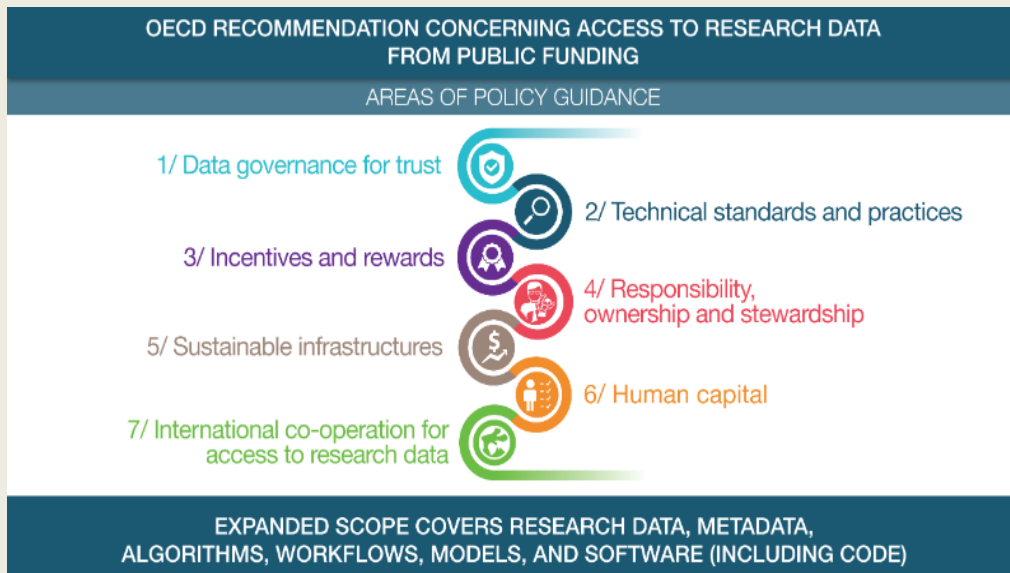 OECD RECOMMENDATION CONCERNING ACCESS TO RESEARCH DATA
FROM PUBLIC FUNDING
AREAS OF POLICY GUIDANCE
1/ Data governance for trust
2/ Technical standards and practices
3/ Incentives and rewards
4/ Responsibility,
ownership and stewardship
5/ Sustainable infrastructures
6/ Human capital
7/ International co-operation for
access to research data
EXPANDED SCOPE COVERS RESEARCH DATA, METADATA,
ALGORITHMS, WORKFLOWS, MODELS, AND SOFTWARE (INCLUDING CODE)